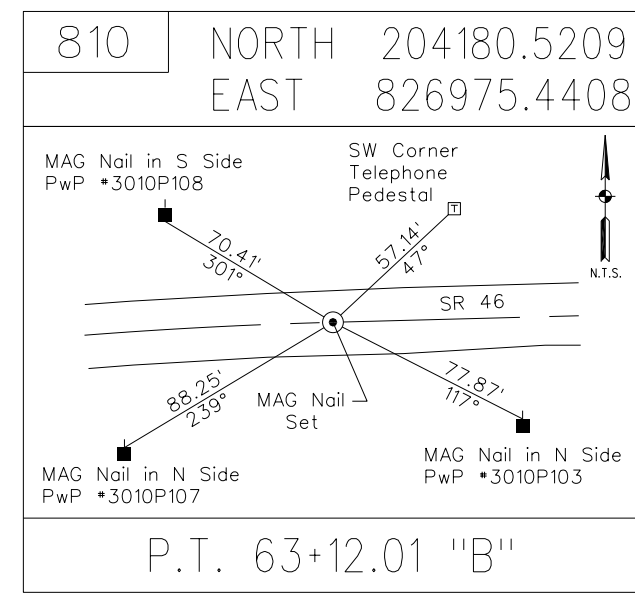 810
NORTH 204180.5209
EAST 826975.4408
MAG Nail in S Side
PwP #3010P108
SW Corner
Telephone
Pedestal
T
N.T.S.
70.41'
301°
57.14'
47°
SR 46
88.25'
239°
MAG Nail
Set
77.87'
117°
MAG Nail in N Side
PwP #3010P107
MAG Nail in N Side
PwP #3010P103
P.T. 63+12.01 "B"